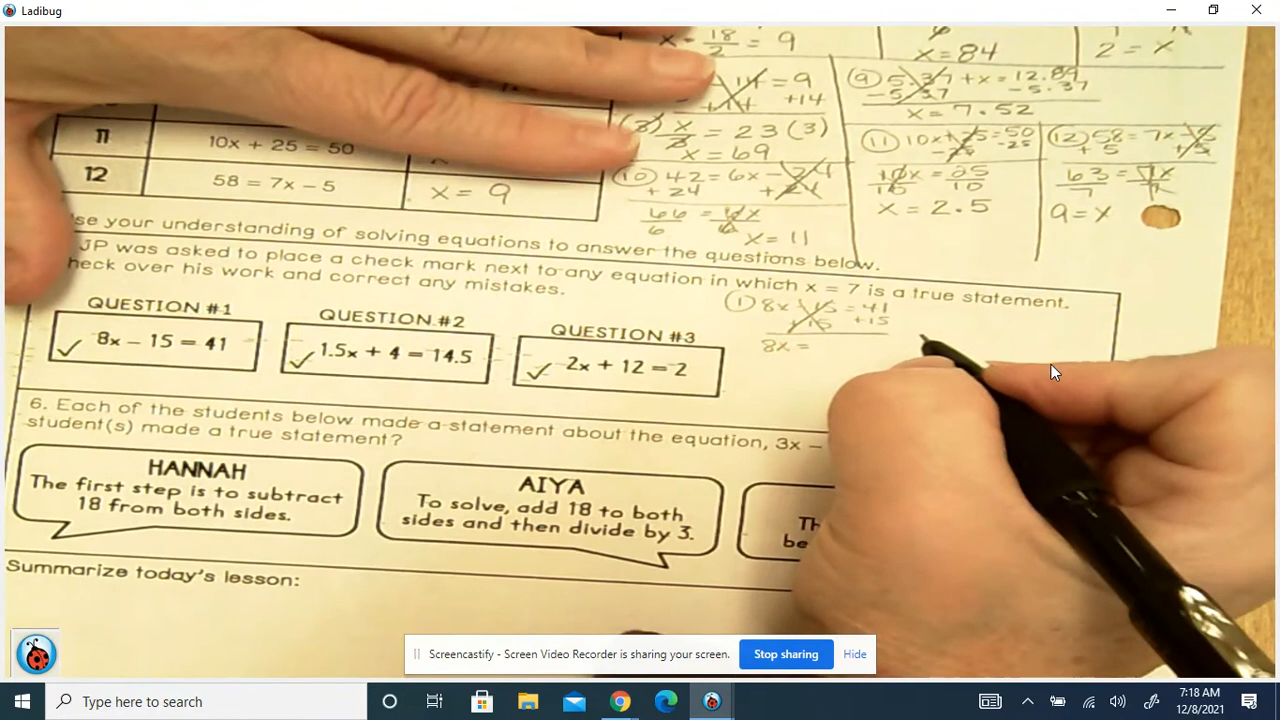 Ladibug
x - 18/2 = 9
x = 84
2 = x
14 = 9
+14 +14
⑨ 5.37 + x = 12.89
-5.37 -5.37
x = 7.52
(3) x/3 = 23 (3)
x = 69
⑩ 42 = 6x - 24
+24 +24
66/6 = 6x/6
x = 11
⑪ 10x + 25 = 50
-25 -25
10x/10 = 25/10
x = 2.5
⑫ 58 = 7x - 5
+5 +5
63/7 = 7x/7
9 = x
11 10x + 25 = 50
12 58 = 7x - 5 x = 9
se your understanding of solving equations to answer the questions below.
JP was asked to place a check mark next to any equation in which x = 7 is a true statement.
heck over his work and correct any mistakes.
QUESTION #1 QUESTION #2 QUESTION #3
✓ 8x - 15 = 41 ✓ 1.5x + 4 = 14.5 ✓ 2x + 12 = 2
① 8x - 15 = 41
+15 +15
8x =
6. Each of the students below made a statement about the equation, 3x -
student(s) made a true statement?
HANNAH
The first step is to subtract
18 from both sides.
AIYA
To solve, add 18 to both
sides and then divide by 3.
Th
be
Summarize today's lesson:
Screencastify - Screen Video Recorder is sharing your screen. Stop sharing Hide
Type here to search
7:18 AM
12/8/2021